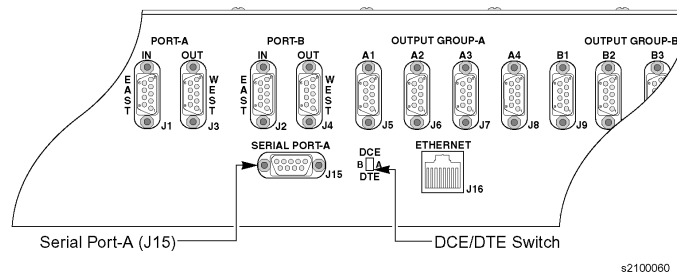 PORT-A PORT-B OUTPUT GROUP-A OUTPUT GROUP-B
IN OUT IN OUT A1 A2 A3 A4 B1 B2 B3
EAST WEST EAST WEST
J1 J3 J2 J4 J5 J6 J7 J8 J9
SERIAL PORT-A DCE ETHERNET
B A
DTE
J15 J16
Serial Port-A (J15) DCE/DTE Switch
s2100060